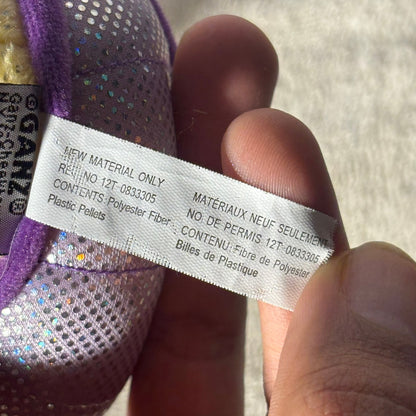 GANZ
NEW MATERIAL ONLY
REG. NO 12T-0833305
CONTENTS: Polyester Fiber
Plastic Pellets
MATÉRIAUX NEUF SEULEMENT
NO. DE PERMIS 12T-0833305
CONTENU: Fibre de Polyester
Billes de Plastique